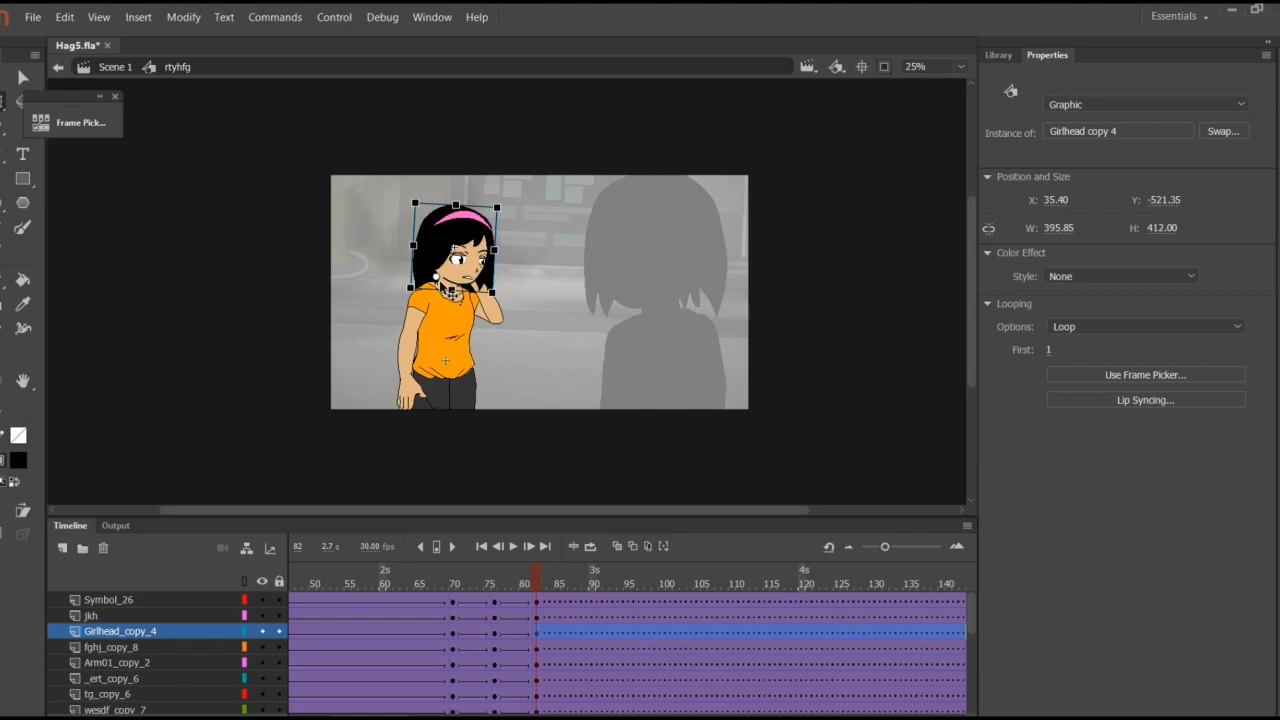 File Edit View Insert Modify Text Commands Control Debug Window Help Essentials
Hag5.fla* ×
Scene 1 rtyhfg 25%
Library Properties
Frame Pick...
Graphic
Instance of: Girlhead copy 4 Swap...
Position and Size
X: 35.40 Y: -521.35
W: 395.85 H: 412.00
Color Effect
Style: None
Looping
Options: Loop
First: 1
Use Frame Picker...
Lip Syncing...
Timeline Output
82 2.7 s 30.00 fps
2s 3s 4s
50 55 60 65 70 75 80 85 90 95 100 105 110 115 120 125 130 135 140
Symbol_26
jkh
Girlhead_copy_4
fghj_copy_8
Arm01_copy_2
_ert_copy_6
tg_copy_6
wesdf_copy_7